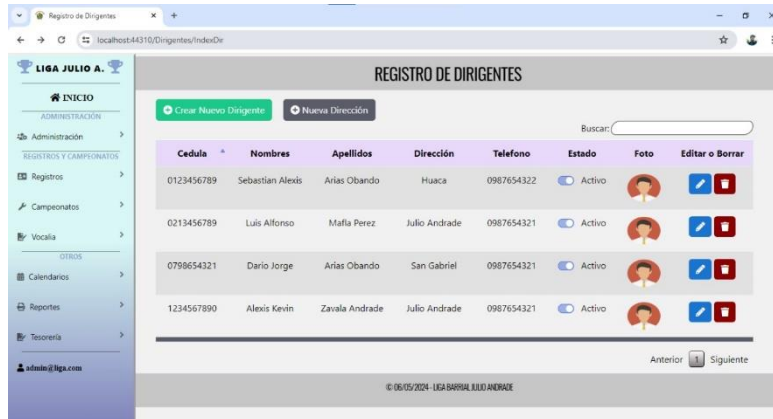 Registro de Dirigentes
localhost:44310/Dirigentes/IndexDir
LIGA JULIO A.
INICIO
ADMINISTRACIÓN
Administración
REGISTROS Y CAMPEONATOS
Registros
Campeonatos
Vocalia
OTROS
Calendarios
Reportes
Tesorería
admin@liga.com
REGISTRO DE DIRIGENTES
Crear Nuevo Dirigente Nueva Dirección
Buscar:
Cedula Nombres Apellidos Dirección Telefono Estado Foto Editar o Borrar
0123456789 Sebastian Alexis Arias Obando Huaca 0987654322 Activo
0213456789 Luis Alfonso Mafla Perez Julio Andrade 0987654321 Activo
0798654321 Dario Jorge Arias Obando San Gabriel 0987654321 Activo
1234567890 Alexis Kevin Zavala Andrade Julio Andrade 0987654321 Activo
Anterior 1 Siguiente
© 06/05/2024 - LIGA BARRIAL JULIO ANDRADE